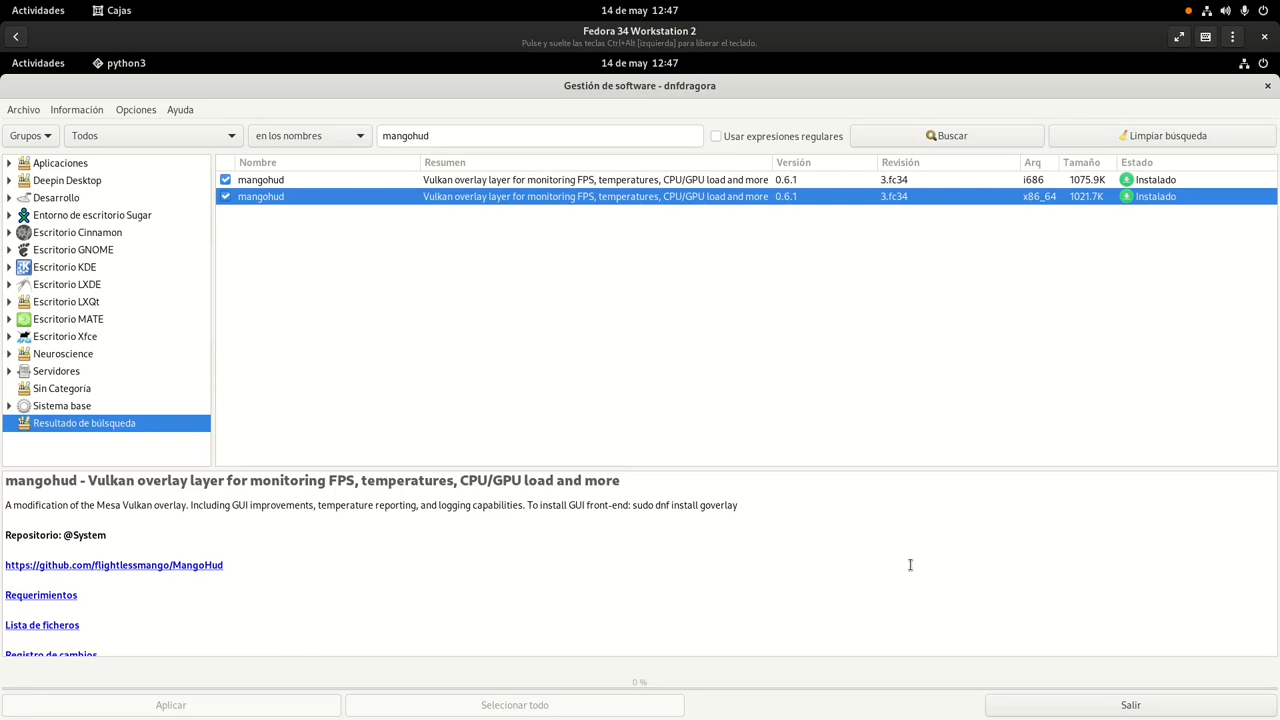 Actividades Cajas 14 de may 12:47
Fedora 34 Workstation 2
Pulse y suelte las teclas Ctrl+Alt [izquierda] para liberar el teclado.
Actividades python3 14 de may 12:47
Gestión de software - dnfdragora
Archivo Información Opciones Ayuda
Grupos Todos en los nombres mangohud Usar expresiones regulares Buscar Limpiar búsqueda
Nombre Resumen Versión Revisión Arq Tamaño Estado
mangohud Vulkan overlay layer for monitoring FPS, temperatures, CPU/GPU load and more 0.6.1 3.fc34 i686 1075.9K Instalado
mangohud Vulkan overlay layer for monitoring FPS, temperatures, CPU/GPU load and more 0.6.1 3.fc34 x86_64 1021.7K Instalado
Aplicaciones
Deepin Desktop
Desarrollo
Entorno de escritorio Sugar
Escritorio Cinnamon
Escritorio GNOME
Escritorio KDE
Escritorio LXDE
Escritorio LXQt
Escritorio MATE
Escritorio Xfce
Neuroscience
Servidores
Sin Categoría
Sistema base
Resultado de búlsqueda
mangohud - Vulkan overlay layer for monitoring FPS, temperatures, CPU/GPU load and more
A modification of the Mesa Vulkan overlay. Including GUI improvements, temperature reporting, and logging capabilities. To install GUI front-end: sudo dnf install goverlay
Repositorio: @System
https://github.com/flightlessmango/MangoHud
Requerimientos
Lista de ficheros
Registro de cambios
0 %
Aplicar Selecionar todo Salir